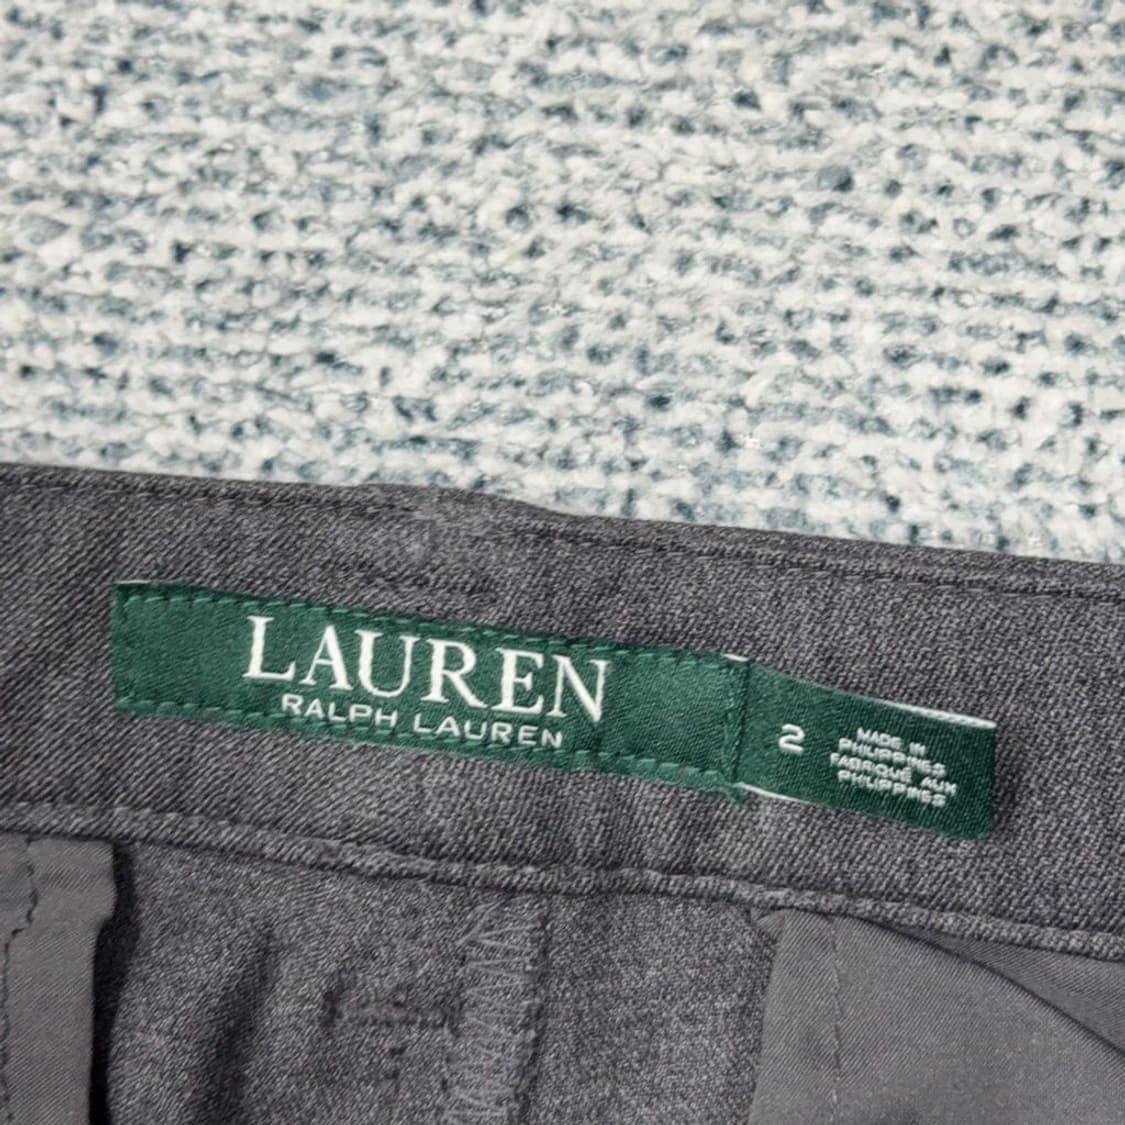 LAUREN
RALPH LAUREN
2
MADE IN
PHILIPPINES
FABRIQUÉ AUX
PHILIPPINES